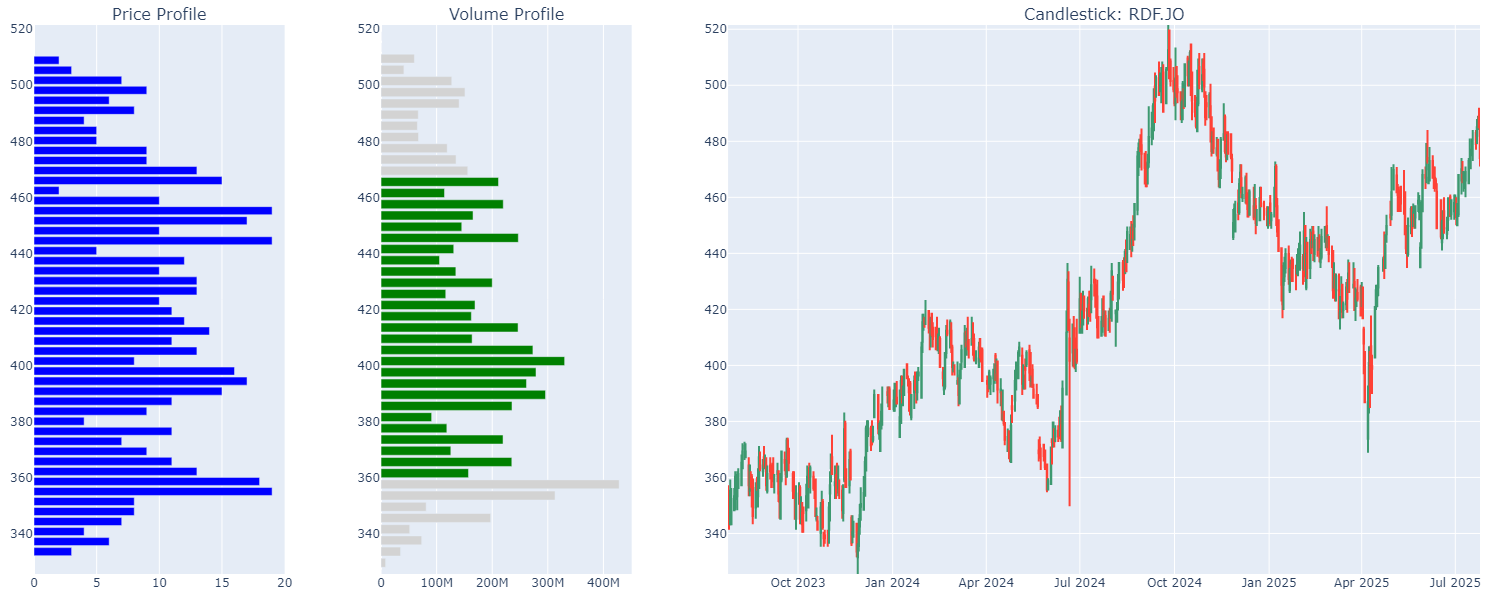 Price Profile
Volume Profile
Candlestick: RDF.JO
520
500
480
460
440
420
400
380
360
340
0
5
10
15
20
520
500
480
460
440
420
400
380
360
340
0
100M
200M
300M
400M
520
500
480
460
440
420
400
380
360
340
Oct 2023
Jan 2024
Apr 2024
Jul 2024
Oct 2024
Jan 2025
Apr 2025
Jul 2025